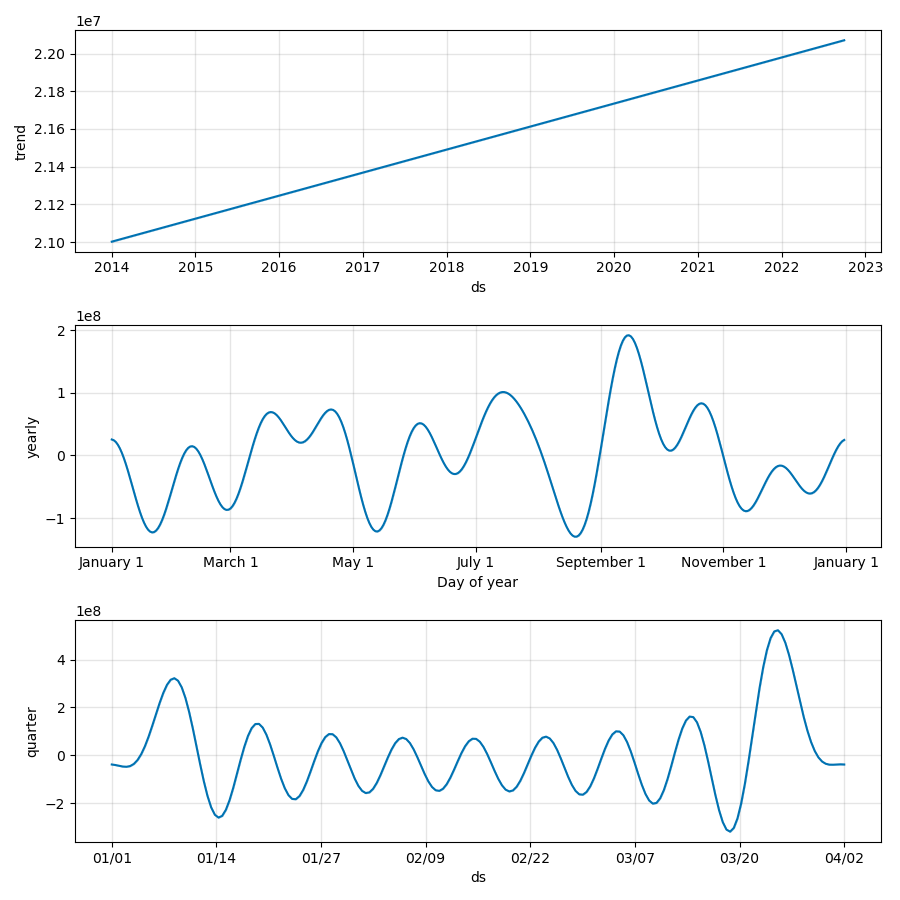 1e7
trend
2.20
2.18
2.16
2.14
2.12
2.10
2014 2015 2016 2017 2018 2019 2020 2021 2022 2023
ds
1e8
yearly
2
1
0
−1
January 1 March 1 May 1 July 1 September 1 November 1 January 1
Day of year
1e8
quarter
4
2
0
−2
01/01 01/14 01/27 02/09 02/22 03/07 03/20 04/02
ds